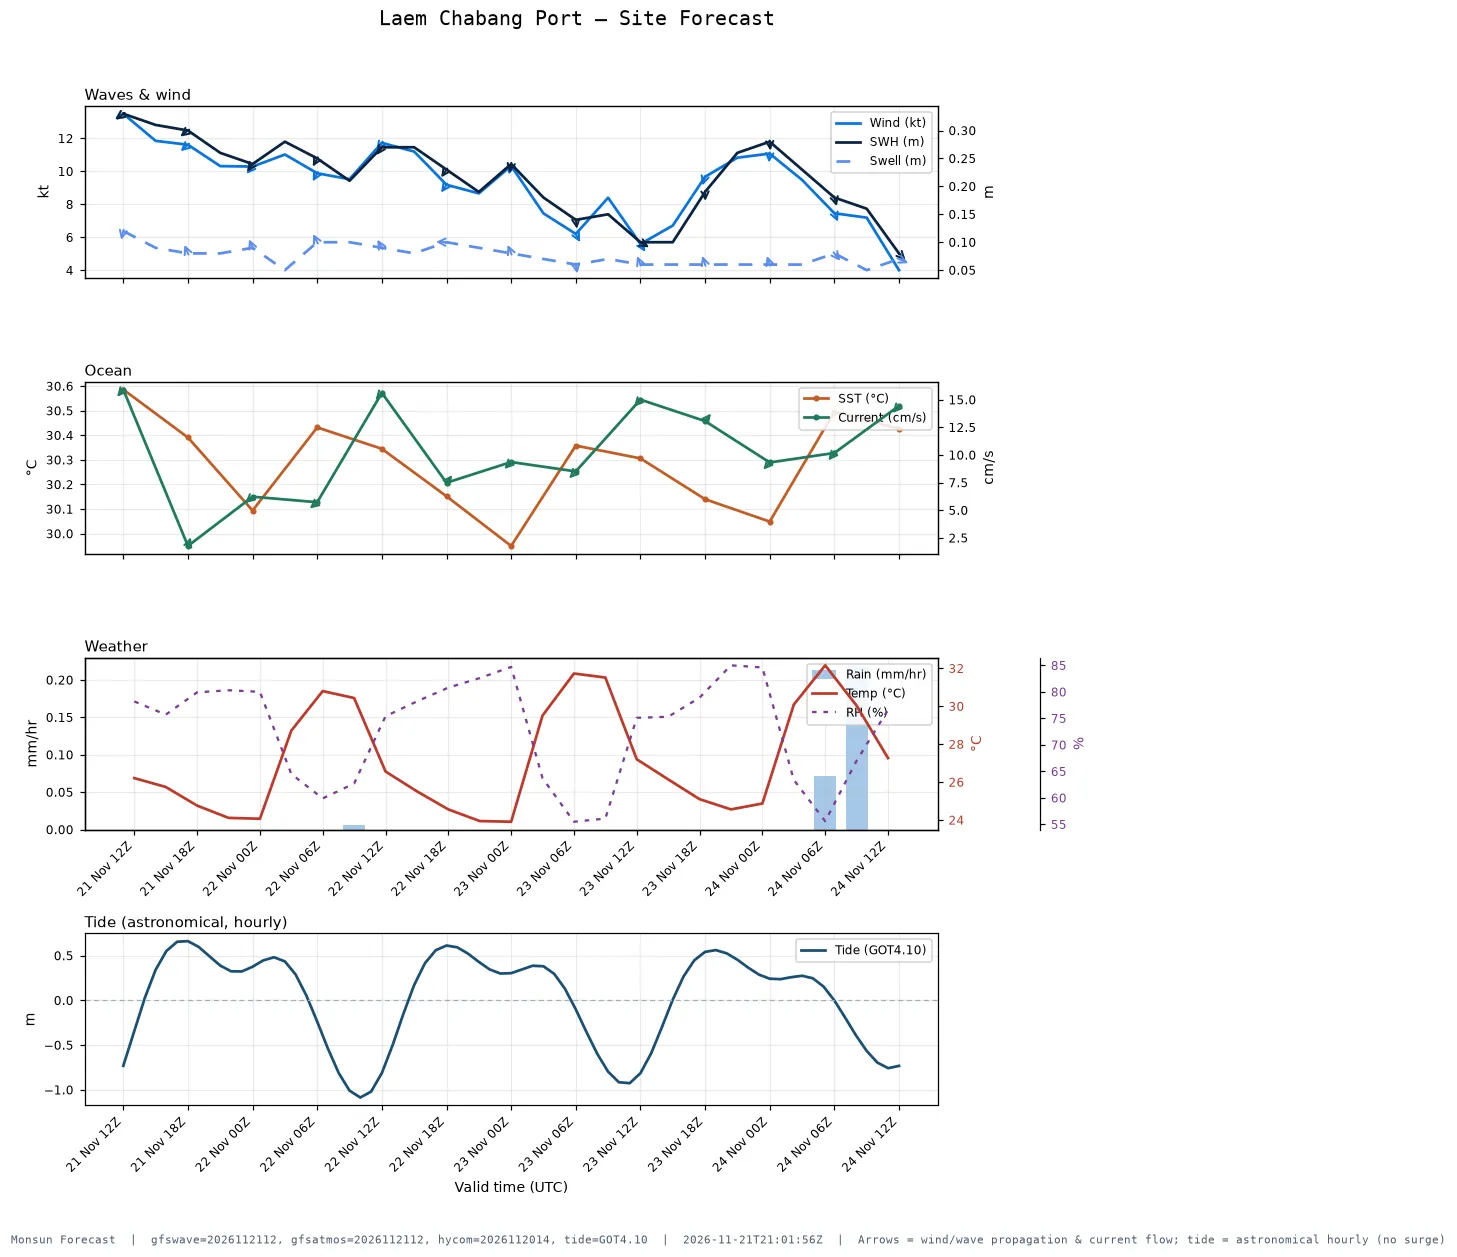 Laem Chabang Port — Site Forecast
Waves & wind
12
10
8
6
4
kt
0.30
0.25
0.20
0.15
0.10
0.05
m
Wind (kt)
SWH (m)
Swell (m)
Ocean
30.6
30.5
30.4
30.3
30.2
30.1
30.0
°C
15.0
12.5
10.0
7.5
5.0
2.5
cm/s
SST (°C)
Current (cm/s)
Weather
0.20
0.15
0.10
0.05
0.00
mm/hr
32
30
28
26
24
°C
85
80
75
70
65
60
55
%
Rain (mm/hr)
Temp (°C)
RH (%)
21 Nov 12Z
21 Nov 18Z
22 Nov 00Z
22 Nov 06Z
22 Nov 12Z
22 Nov 18Z
23 Nov 00Z
23 Nov 06Z
23 Nov 12Z
23 Nov 18Z
24 Nov 00Z
24 Nov 06Z
24 Nov 12Z
Tide (astronomical, hourly)
0.5
0.0
−0.5
−1.0
m
Tide (GOT4.10)
21 Nov 12Z
21 Nov 18Z
22 Nov 00Z
22 Nov 06Z
22 Nov 12Z
22 Nov 18Z
23 Nov 00Z
23 Nov 06Z
23 Nov 12Z
23 Nov 18Z
24 Nov 00Z
24 Nov 06Z
24 Nov 12Z
Valid time (UTC)
Monsun Forecast | gfswave=2026112112, gfsatmos=2026112112, hycom=2026112014, tide=GOT4.10 | 2026-11-21T21:01:56Z | Arrows = wind/wave propagation & current flow; tide = astronomical hourly (no surge)